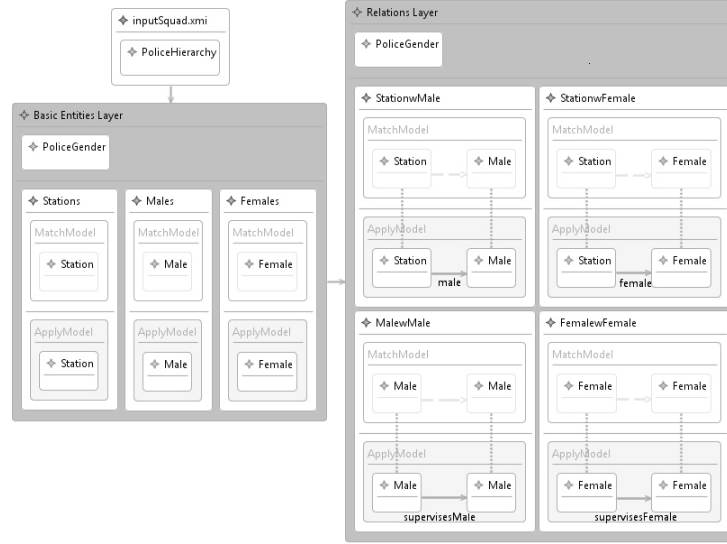 inputSquad.xmi
PoliceHierarchy
Basic Entities Layer
PoliceGender
Stations
MatchModel
Station
ApplyModel
Station
Males
MatchModel
Male
ApplyModel
Male
Females
MatchModel
Female
ApplyModel
Female
Relations Layer
PoliceGender
StationwMale
MatchModel
Station
Male
ApplyModel
Station
Male
male
StationwFemale
MatchModel
Station
Female
ApplyModel
Station
Female
female
MalewMale
MatchModel
Male
Male
ApplyModel
Male
Male
supervisesMale
FemalewFemale
MatchModel
Female
Female
ApplyModel
Female
Female
supervisesFemale